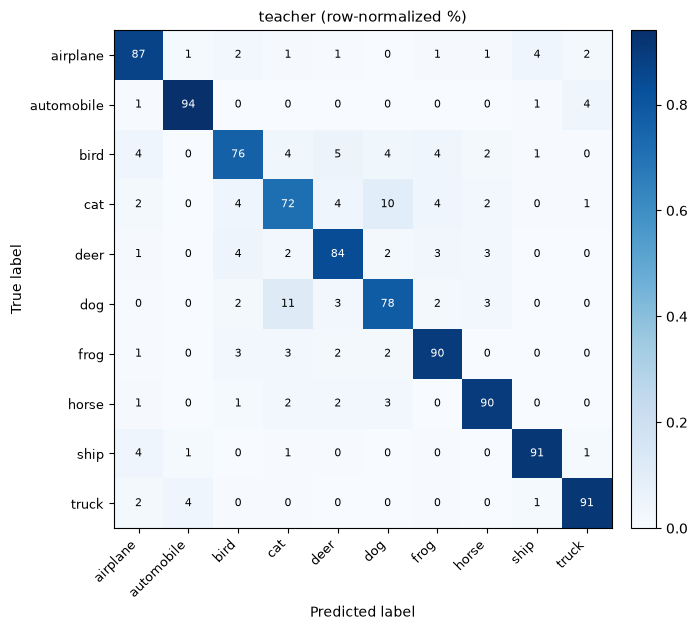 teacher (row-normalized %)
airplane 87 1 2 1 1 0 1 1 4 2
automobile 1 94 0 0 0 0 0 0 1 4
bird 4 0 76 4 5 4 4 2 1 0
cat 2 0 4 72 4 10 4 2 0 1
deer 1 0 4 2 84 2 3 3 0 0
dog 0 0 2 11 3 78 2 3 0 0
frog 1 0 3 3 2 2 90 0 0 0
horse 1 0 1 2 2 3 0 90 0 0
ship 4 1 0 1 0 0 0 0 91 1
truck 2 4 0 0 0 0 0 0 1 91
airplane automobile bird cat deer dog frog horse ship truck
Predicted label
True label
0.8
0.6
0.4
0.2
0.0